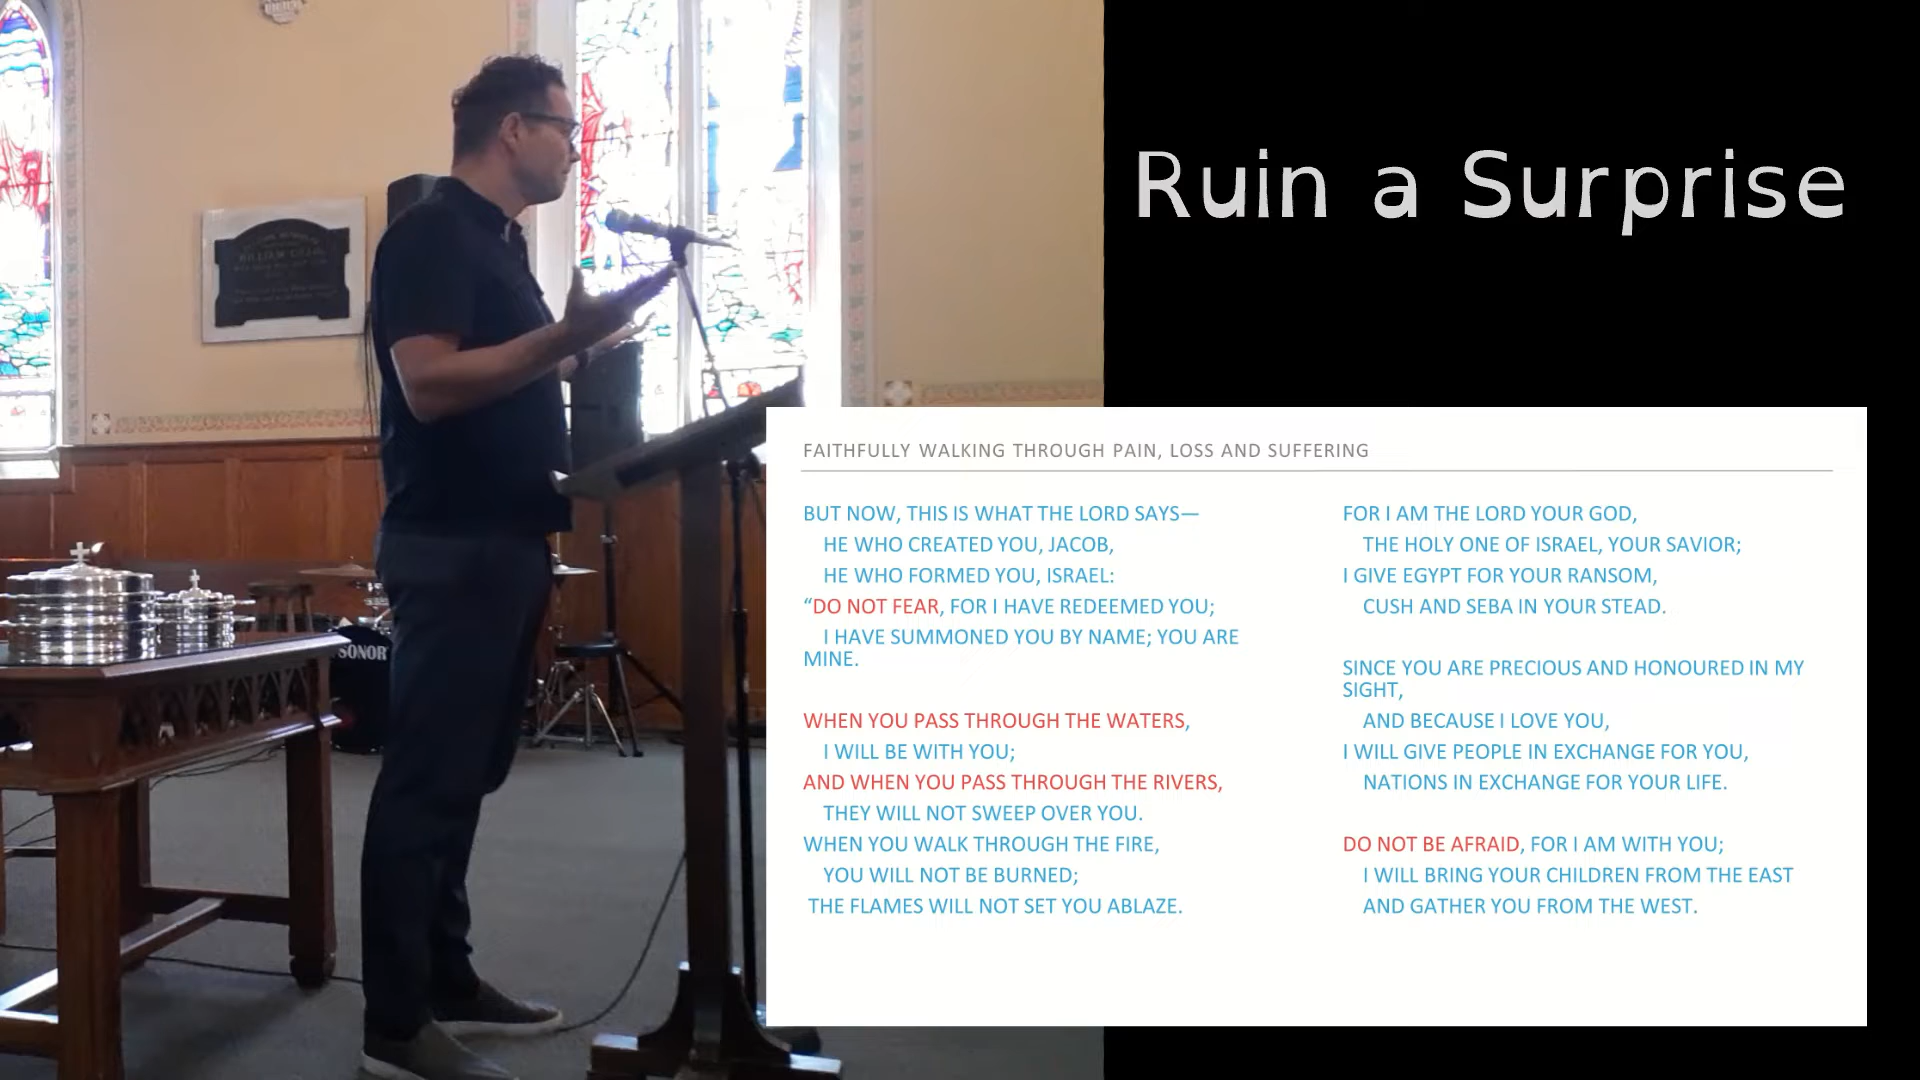 Ruin a Surprise
FAITHFULLY WALKING THROUGH PAIN, LOSS AND SUFFERING
BUT NOW, THIS IS WHAT THE LORD SAYS—
HE WHO CREATED YOU, JACOB,
HE WHO FORMED YOU, ISRAEL:
“DO NOT FEAR, FOR I HAVE REDEEMED YOU;
I HAVE SUMMONED YOU BY NAME; YOU ARE
MINE.
WHEN YOU PASS THROUGH THE WATERS,
I WILL BE WITH YOU;
AND WHEN YOU PASS THROUGH THE RIVERS,
THEY WILL NOT SWEEP OVER YOU.
WHEN YOU WALK THROUGH THE FIRE,
YOU WILL NOT BE BURNED;
THE FLAMES WILL NOT SET YOU ABLAZE.
FOR I AM THE LORD YOUR GOD,
THE HOLY ONE OF ISRAEL, YOUR SAVIOR;
I GIVE EGYPT FOR YOUR RANSOM,
CUSH AND SEBA IN YOUR STEAD.
SINCE YOU ARE PRECIOUS AND HONOURED IN MY
SIGHT,
AND BECAUSE I LOVE YOU,
I WILL GIVE PEOPLE IN EXCHANGE FOR YOU,
NATIONS IN EXCHANGE FOR YOUR LIFE.
DO NOT BE AFRAID, FOR I AM WITH YOU;
I WILL BRING YOUR CHILDREN FROM THE EAST
AND GATHER YOU FROM THE WEST.
SONOR